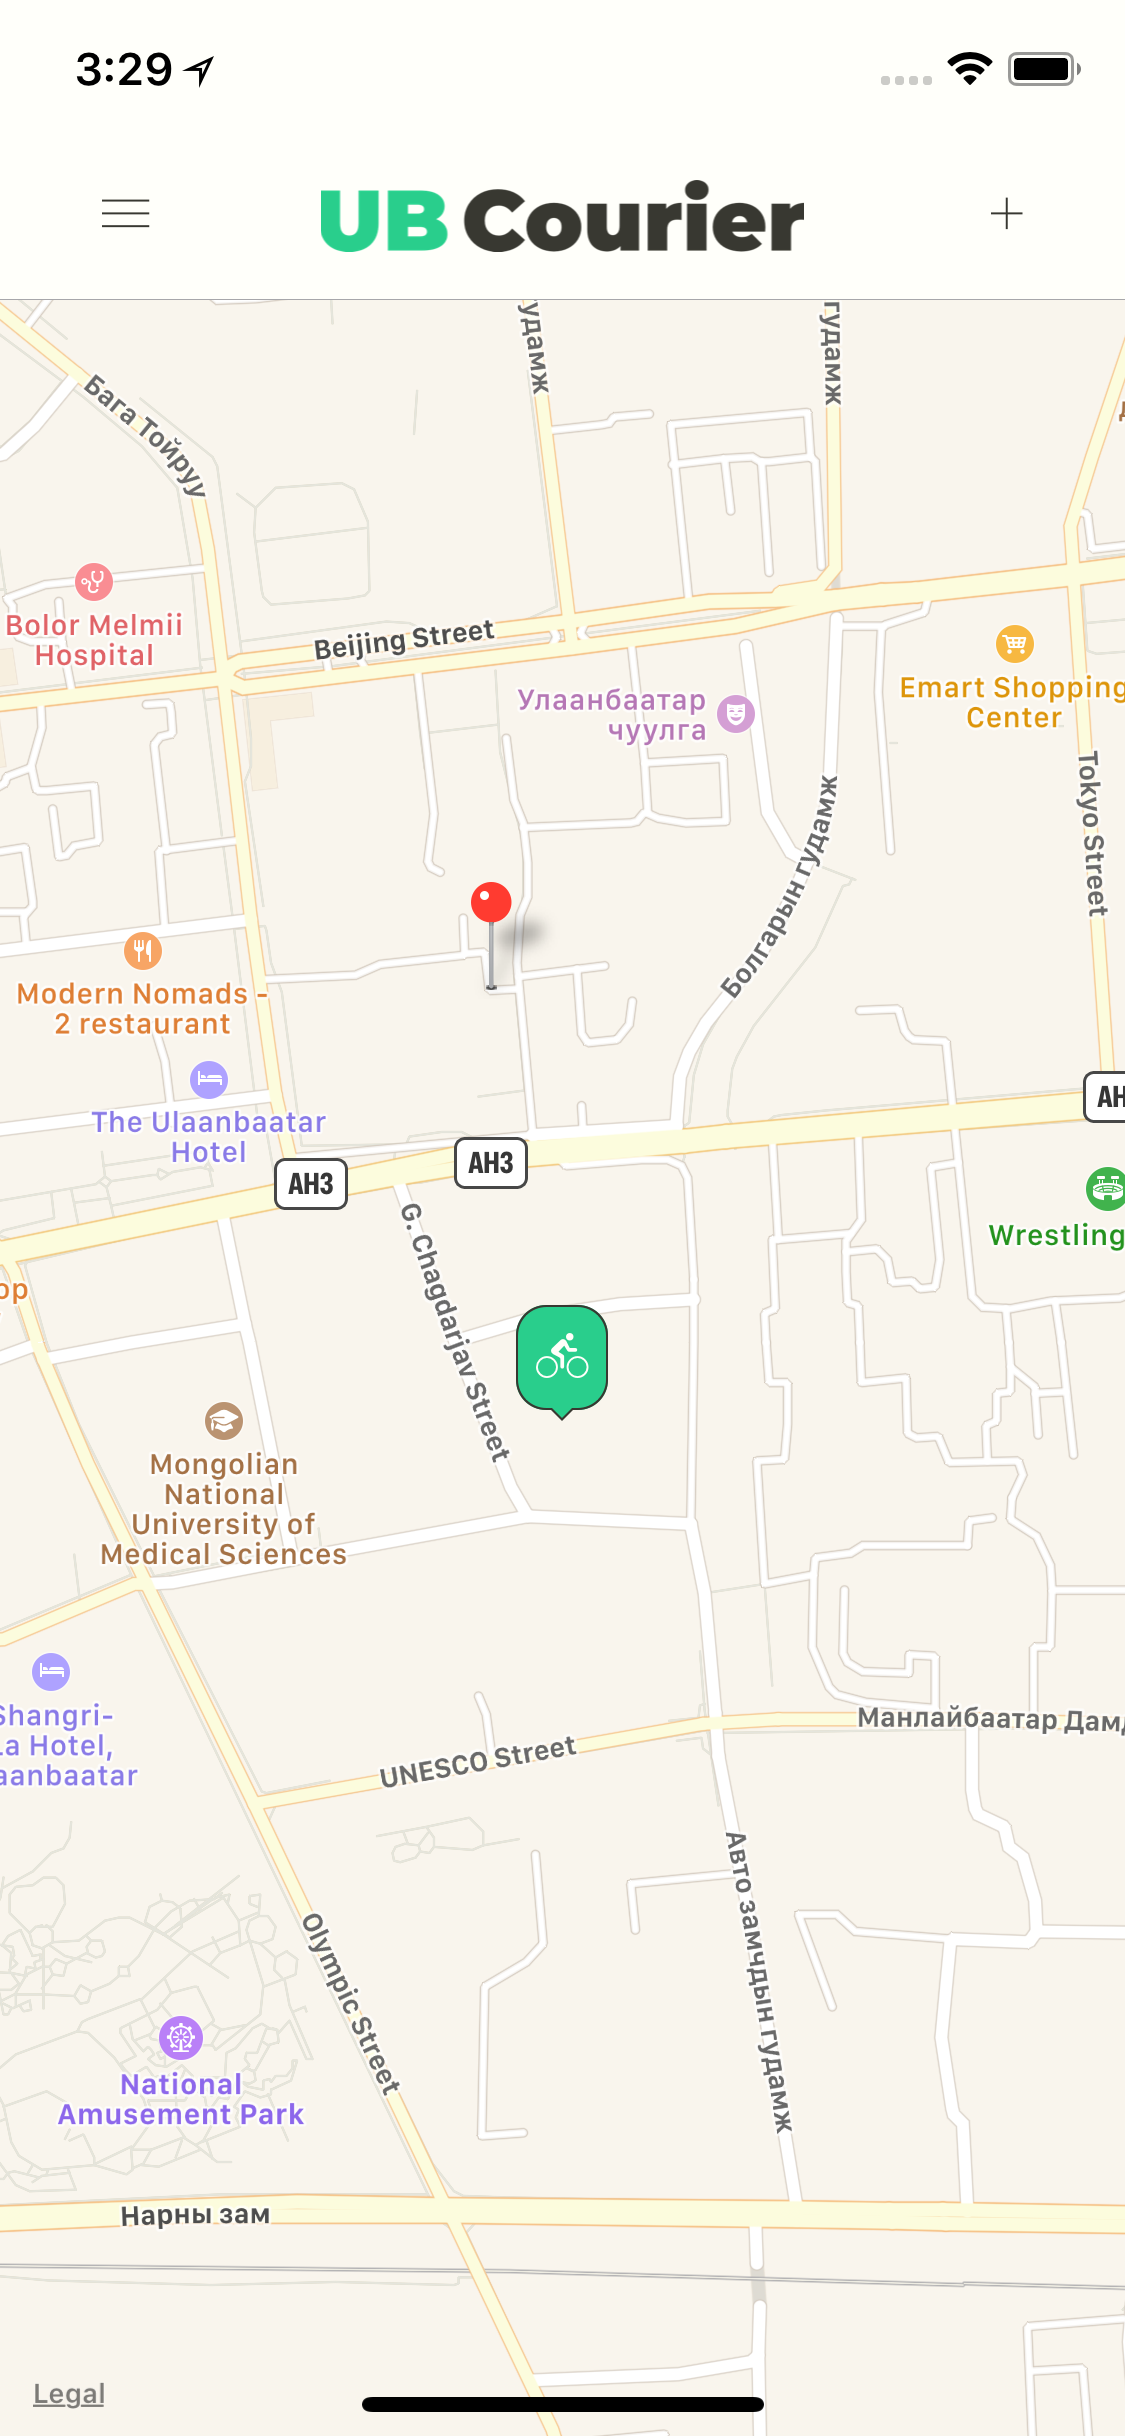 3:29
UB Courier
удамж
гудамж
Бага Тойруу
Bolor Melmii
Hospital
Beijing Street
Улаанбаатар
чуулга
Emart Shopping
Center
Tokyo Street
Болгарын гудамж
Modern Nomads -
2 restaurant
The Ulaanbaatar
Hotel
AH
AH3
AH3
Wrestling
op
G. Chagdarjav Street
Mongolian
National
University of
Medical Sciences
Shangri-
La Hotel,
aanbaatar
Манлайбаатар Дамд
UNESCO Street
Авто замчдын гудамж
Olympic Street
National
Amusement Park
Нарны зам
Legal